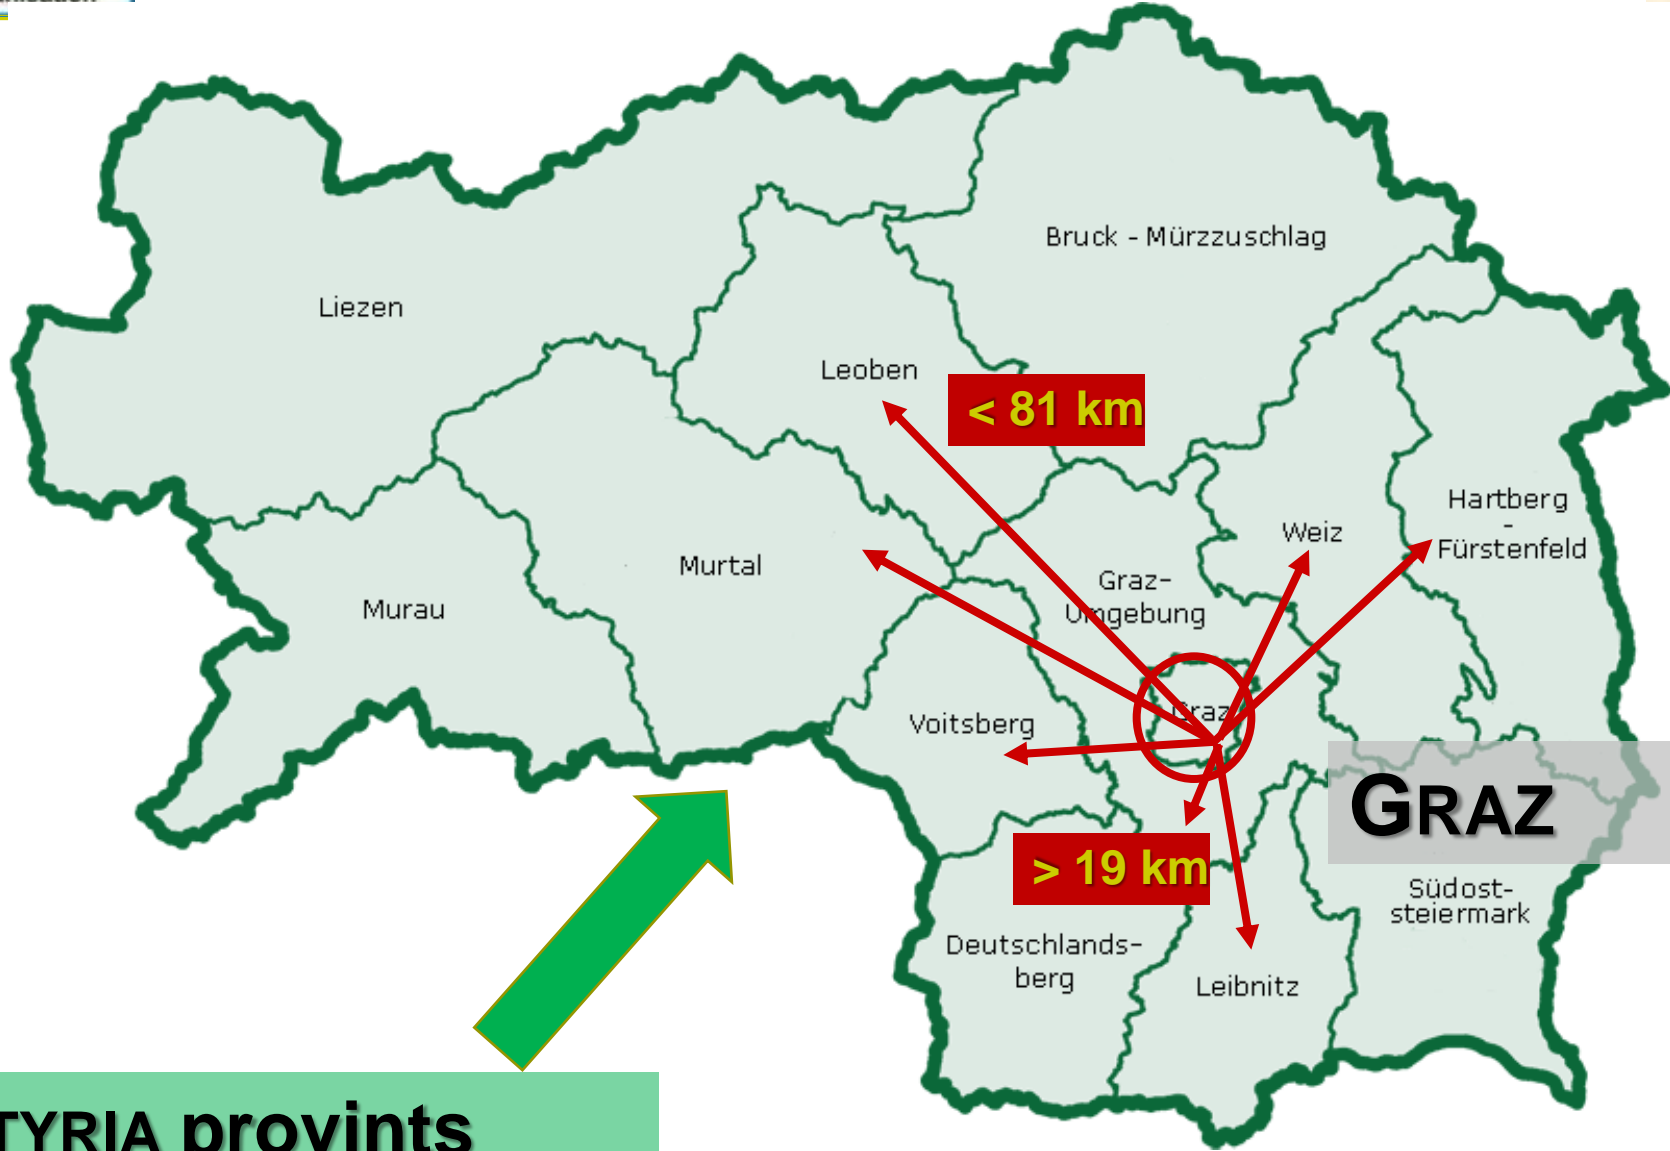 Bruck - Mürzzuschlag
Liezen
Leoben
< 81 km
Hartberg
-
Fürstenfeld
Weiz
Murtal
Graz-
Umgebung
Murau
Graz
Voitsberg
GRAZ
> 19 km
Südost-
steiermark
Deutschlands-
berg
Leibnitz
TYRIA provints